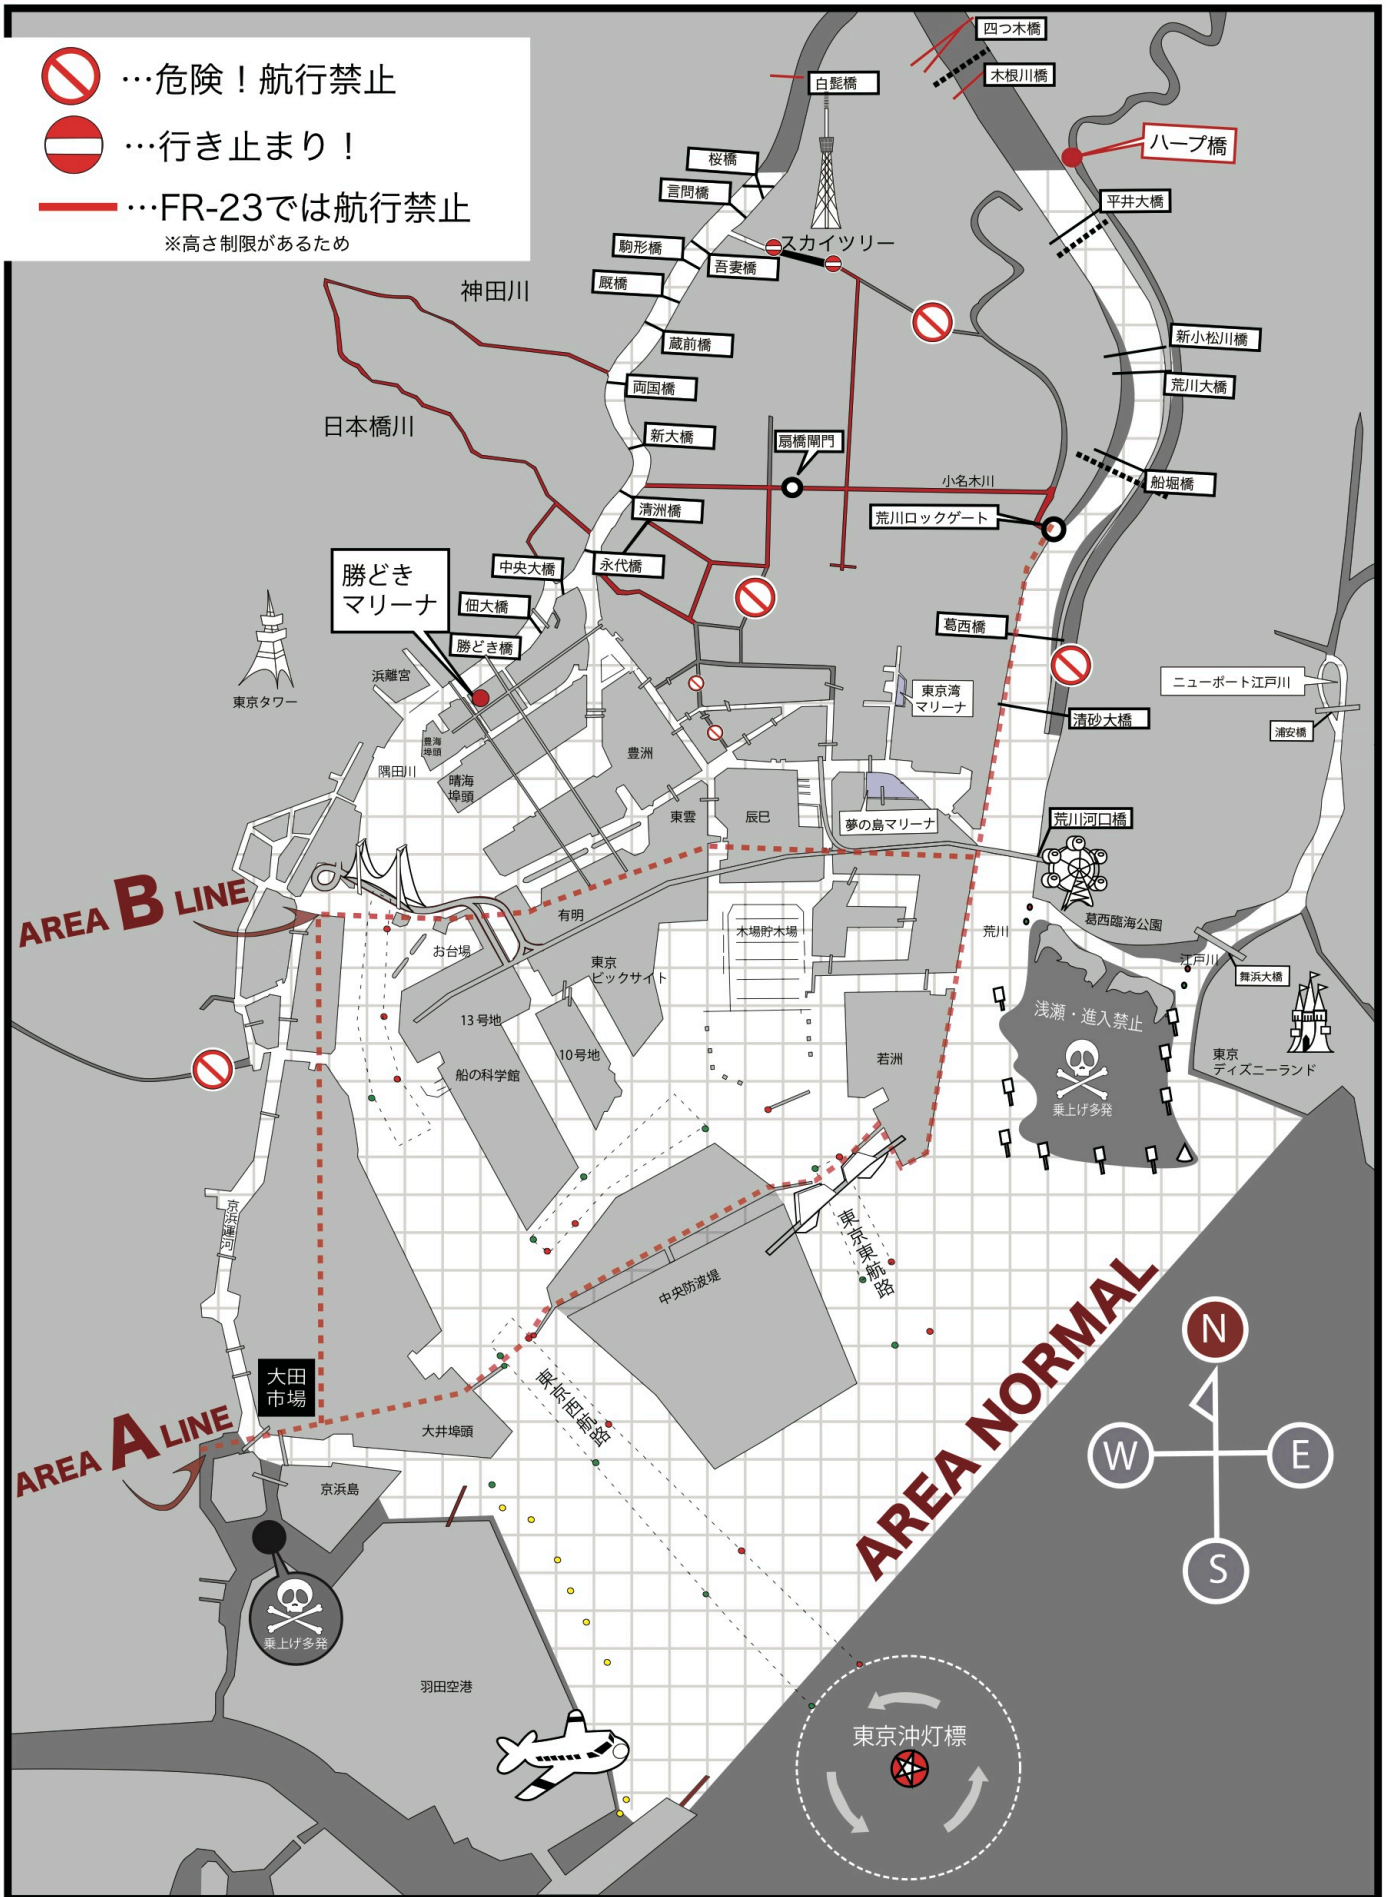 …危険！航行禁止
…行き止まり！
…FR-23では航行禁止
※高さ制限があるため
四つ木橋
木根川橋
白髭橋
ハープ橋
桜橋
言問橋
平井大橋
駒形橋
吾妻橋
スカイツリー
厩橋
神田川
蔵前橋
新小松川橋
両国橋
荒川大橋
日本橋川
新大橋
扇橋閘門
小名木川
船堀橋
清洲橋
荒川ロックゲート
中央大橋
永代橋
勝どき
マリーナ
佃大橋
勝どき橋
葛西橋
浜離宮
東京タワー
東京湾
マリーナ
ニューポート江戸川
清砂大橋
浦安橋
豊海
埠頭
隅田川
晴海
埠頭
豊洲
東雲
辰巳
夢の島マリーナ
荒川河口橋
AREA B LINE
有明
お台場
木場貯木場
荒川
葛西臨海公園
江戸川
舞浜大橋
東京
ビックサイト
13号地
10号地
船の科学館
若洲
浅瀬・進入禁止
乗上げ多発
東京
ディズニーランド
京浜運河
東京東航路
中央防波堤
大田
市場
東京西航路
AREA NORMAL
N
W
E
S
AREA A LINE
大井埠頭
京浜島
乗上げ多発
羽田空港
東京沖灯標